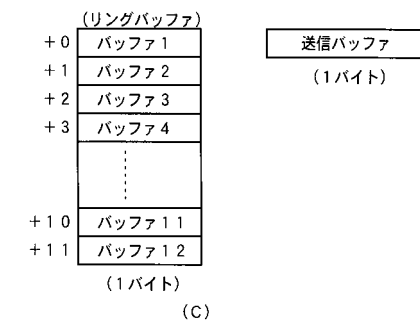 (リングバッファ)
+0 バッファ1
+1 バッファ2
+2 バッファ3
+3 バッファ4
+10 バッファ11
+11 バッファ12
(1バイト)
送信バッファ
(1バイト)
(C)